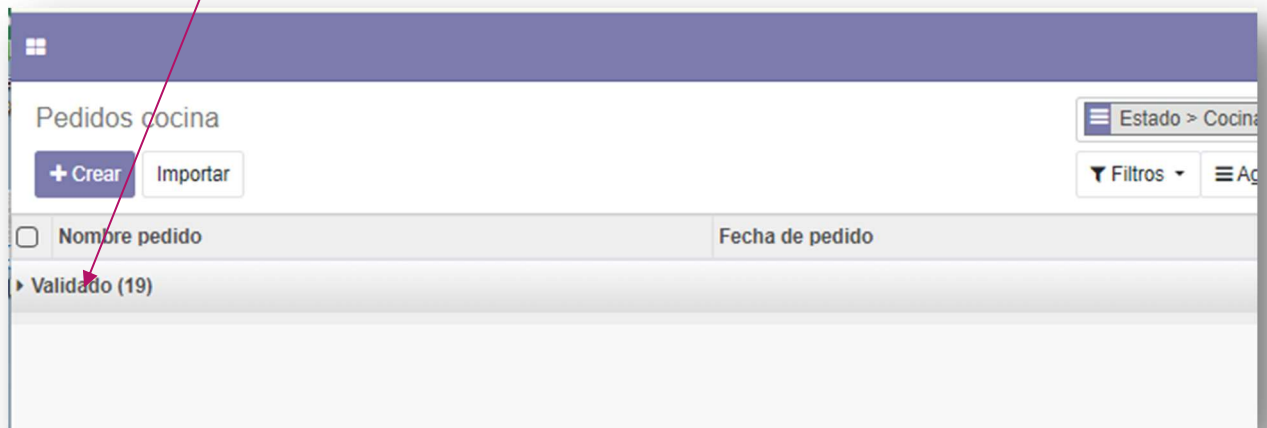 Pedidos cocina
Estado > Cocina
+ Crear
Importar
Filtros
Nombre pedido
Fecha de pedido
Validado (19)